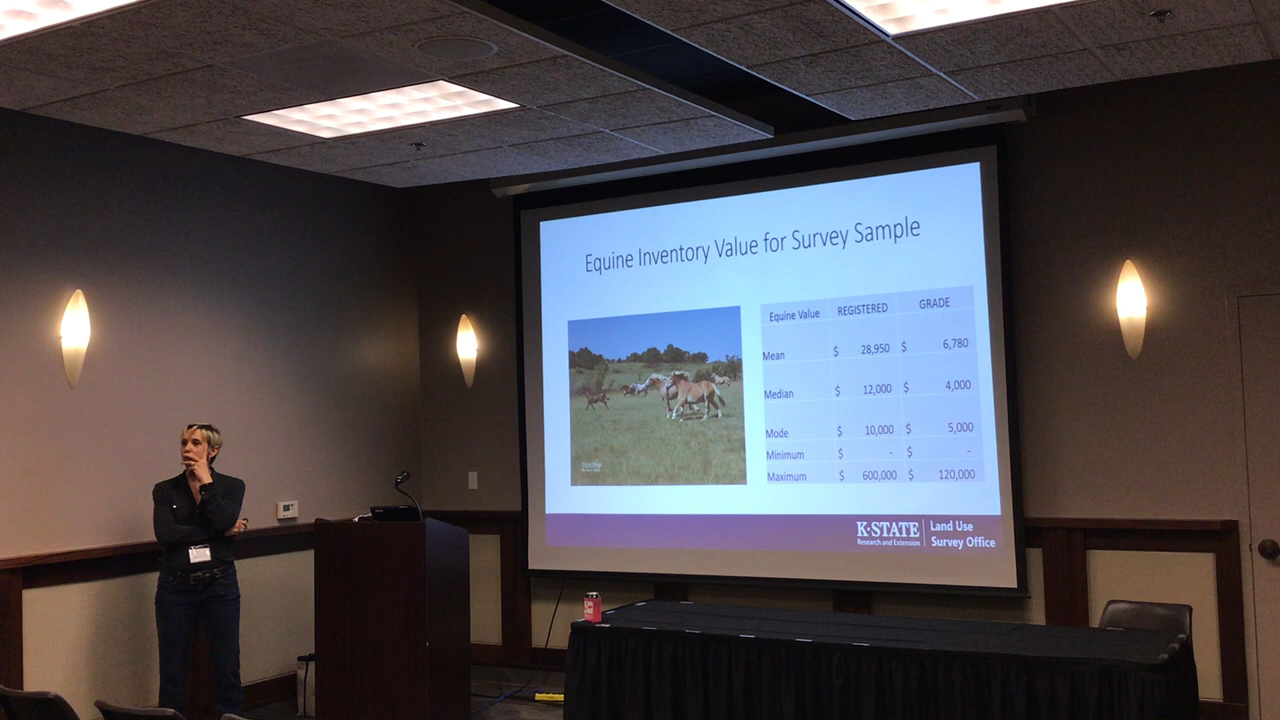 Equine Inventory Value for Survey Sample
Equine Value REGISTERED GRADE
Mean $ 28,950 $ 6,780
Median $ 12,000 $ 4,000
Mode $ 10,000 $ 5,000
Minimum $ - $ -
Maximum $ 600,000 $ 120,000
K-STATE
Research and Extension
Land Use
Survey Office